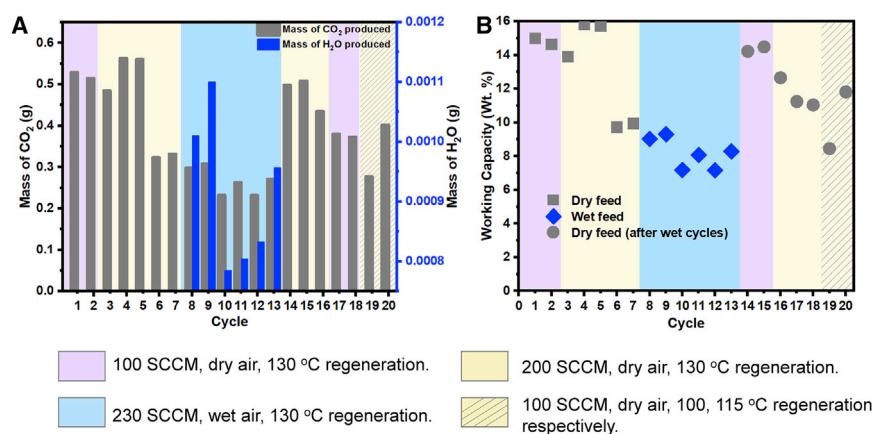 A
B
Mass of CO2 (g)
0.6
0.5
0.4
0.3
0.2
0.1
0.0
Mass of CO2 produced
Mass of H2O produced
0.0012
0.0011
0.0010
0.0009
0.0008
Mass of H2O (g)
1 2 3 4 5 6 7 8 9 10 11 12 13 14 15 16 17 18 19 20
Cycle
Working Capacity (Wt. %)
16
14
12
10
8
6
4
2
0
Dry feed
Wet feed
Dry feed (after wet cycles)
0 1 2 3 4 5 6 7 8 9 10 11 12 13 14 15 16 17 18 19 20
Cycle
100 SCCM, dry air, 130 °C regeneration.
200 SCCM, dry air, 130 °C regeneration.
230 SCCM, wet air, 130 °C regeneration.
100 SCCM, dry air, 100, 115 °C regeneration
respectively.